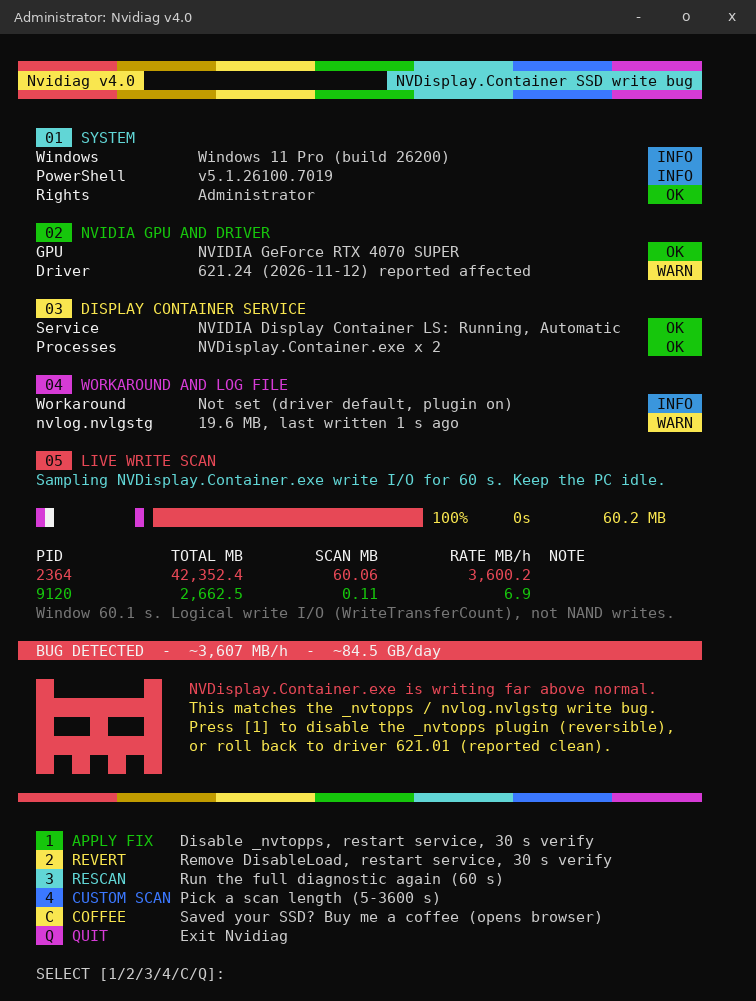 Administrator: Nvidiag v4.0 - o x
Nvidiag v4.0 NVDisplay.Container SSD write bug
01 SYSTEM
Windows Windows 11 Pro (build 26200) INFO
PowerShell v5.1.26100.7019 INFO
Rights Administrator OK
02 NVIDIA GPU AND DRIVER
GPU NVIDIA GeForce RTX 4070 SUPER OK
Driver 621.24 (2026-11-12) reported affected WARN
03 DISPLAY CONTAINER SERVICE
Service NVIDIA Display Container LS: Running, Automatic OK
Processes NVDisplay.Container.exe x 2 OK
04 WORKAROUND AND LOG FILE
Workaround Not set (driver default, plugin on) INFO
nvlog.nvlgstg 19.6 MB, last written 1 s ago WARN
05 LIVE WRITE SCAN
Sampling NVDisplay.Container.exe write I/O for 60 s. Keep the PC idle.
100% 0s 60.2 MB
PID TOTAL MB SCAN MB RATE MB/h NOTE
2364 42,352.4 60.06 3,600.2
9120 2,662.5 0.11 6.9
Window 60.1 s. Logical write I/O (WriteTransferCount), not NAND writes.
BUG DETECTED - ~3,607 MB/h - ~84.5 GB/day
NVDisplay.Container.exe is writing far above normal.
This matches the _nvtopps / nvlog.nvlgstg write bug.
Press [1] to disable the _nvtopps plugin (reversible),
or roll back to driver 621.01 (reported clean).
1 APPLY FIX Disable _nvtopps, restart service, 30 s verify
2 REVERT Remove DisableLoad, restart service, 30 s verify
3 RESCAN Run the full diagnostic again (60 s)
4 CUSTOM SCAN Pick a scan length (5-3600 s)
C COFFEE Saved your SSD? Buy me a coffee (opens browser)
Q QUIT Exit Nvidiag
SELECT [1/2/3/4/C/Q]: